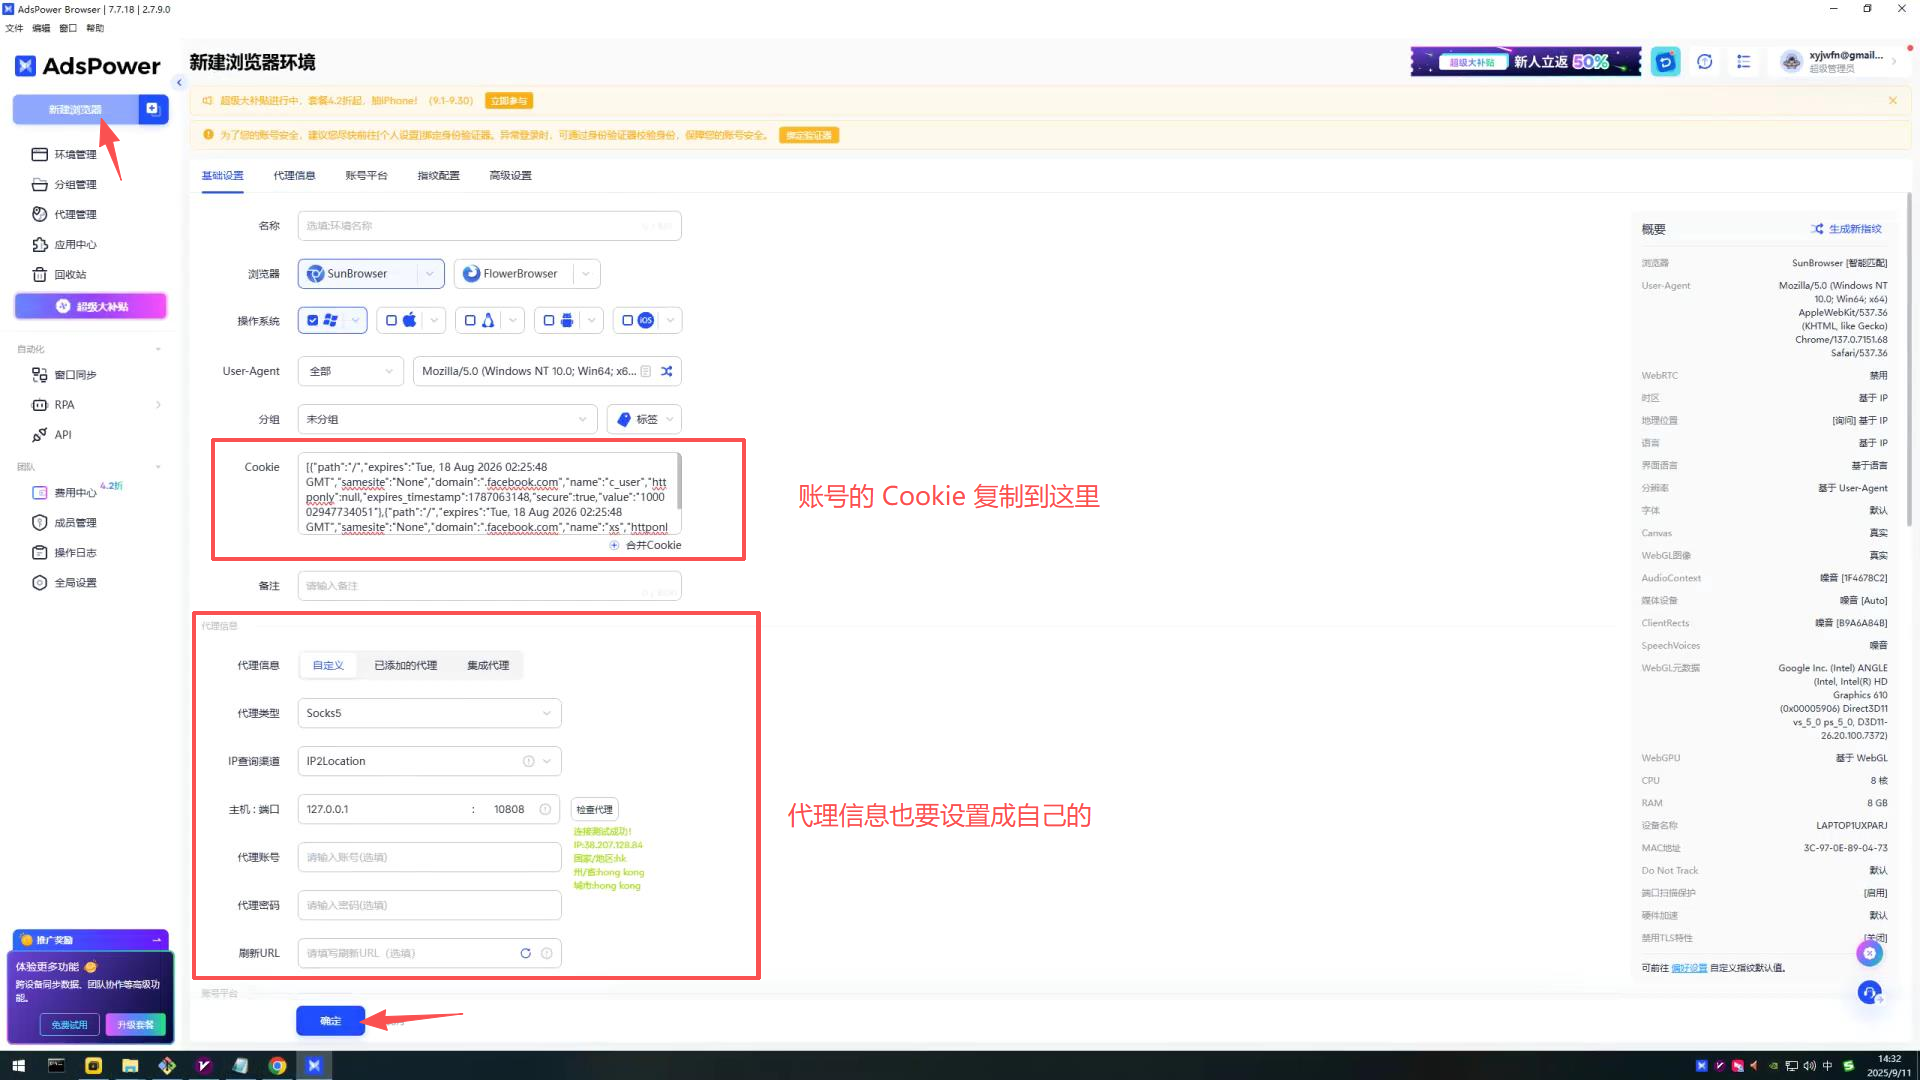 AdsPower Browser | 7.7.18 | 2.7.9.0
文件 编辑 窗口 帮助
AdsPower
新建浏览器
环境管理
分组管理
代理管理
应用中心
回收站
超级大补贴
自动化
窗口同步
RPA
API
团队
费用中心 4.2折
成员管理
操作日志
全局设置
推广奖励
体验更多功能
跨设备同步数据、团队协作等高级功
能。
免费试用 升级套餐
新建浏览器环境
超级大补贴 新人立返 50%
xyjwfn@gmail...
超级管理员
超级大补贴进行中，套餐4.2折起，抽iPhone! (9.1-9.30) 立即参与
为了您的账号安全，建议您尽快前往[个人设置]绑定身份验证器。异常登录时，可通过身份验证器校验身份，保障您的账号安全。 绑定验证器
基础设置 代理信息 账号平台 指纹配置 高级设置
名称 选填:环境名称
浏览器 SunBrowser FlowerBrowser
操作系统 iOS
User-Agent 全部 Mozilla/5.0 (Windows NT 10.0; Win64; x6...
分组 未分组 标签
Cookie [{"path":"/","expires":"Tue, 18 Aug 2026 02:25:48
GMT","samesite":"None","domain":".facebook.com","name":"c_user","htt
ponly":null,"expires_timestamp":1787063148,"secure":true,"value":"1000
02947734051"},{"path":"/","expires":"Tue, 18 Aug 2026 02:25:48
GMT","samesite":"None","domain":".facebook.com","name":"xs","httponl
合并Cookie
账号的 Cookie 复制到这里
备注 请输入备注
代理信息
代理信息 自定义 已添加的代理 集成代理
代理类型 Socks5
IP查询渠道 IP2Location
主机 : 端口 127.0.0.1 : 10808 检查代理
连接测试成功!
IP:38.207.128.84
国家/地区:hk
州/省:hong kong
城市:hong kong
代理账号 请输入账号(选填)
代理密码 请输入密码(选填)
刷新URL 请填写刷新URL（选填）
代理信息也要设置成自己的
账号平台
确定
概要 生成新指纹
浏览器 SunBrowser [智能匹配]
User-Agent Mozilla/5.0 (Windows NT
10.0; Win64; x64)
AppleWebKit/537.36
(KHTML, like Gecko)
Chrome/137.0.7151.68
Safari/537.36
WebRTC 禁用
时区 基于 IP
地理位置 [询问] 基于 IP
语言 基于 IP
界面语言 基于语言
分辨率 基于 User-Agent
字体 默认
Canvas 真实
WebGL图像 真实
AudioContext 噪音 [1F4678C2]
媒体设备 噪音 [Auto]
ClientRects 噪音 [B9A6A84B]
SpeechVoices 噪音
WebGL元数据 Google Inc. (Intel) ANGLE
(Intel, Intel(R) HD
Graphics 610
(0x00005906) Direct3D11
vs_5_0 ps_5_0, D3D11-
26.20.100.7372)
WebGPU 基于 WebGL
CPU 8 核
RAM 8 GB
设备名称 LAPTOP1UXPARJ
MAC地址 3C-97-0E-89-04-73
Do Not Track 默认
端口扫描保护 [启用]
硬件加速 默认
禁用TLS特性 [关闭]
可前往 偏好设置 自定义指纹默认值。
中
14:32
2025/9/11